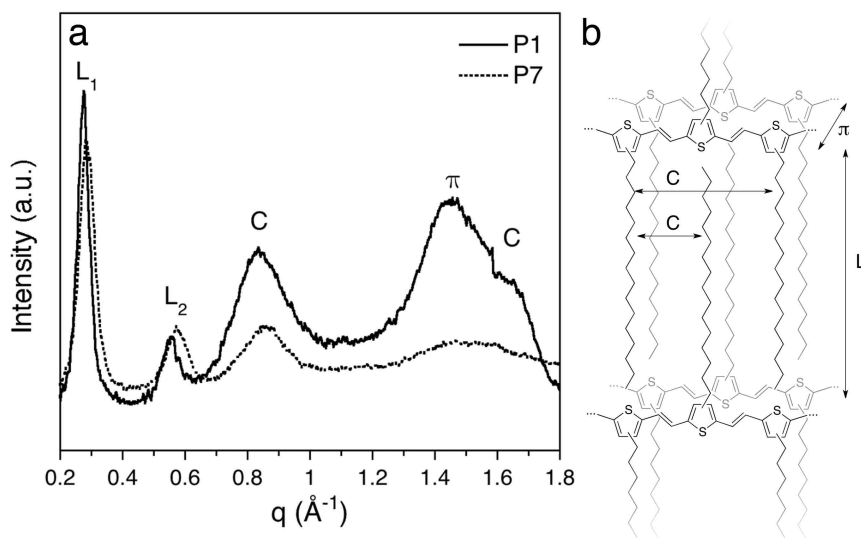 a
P1
P7
L1
L2
C
π
C
Intensity (a.u.)
0.2 0.4 0.6 0.8 1 1.2 1.4 1.6 1.8
q (Å-1)
b
S S S
S S S
π
C
C
L
S S S
S S S